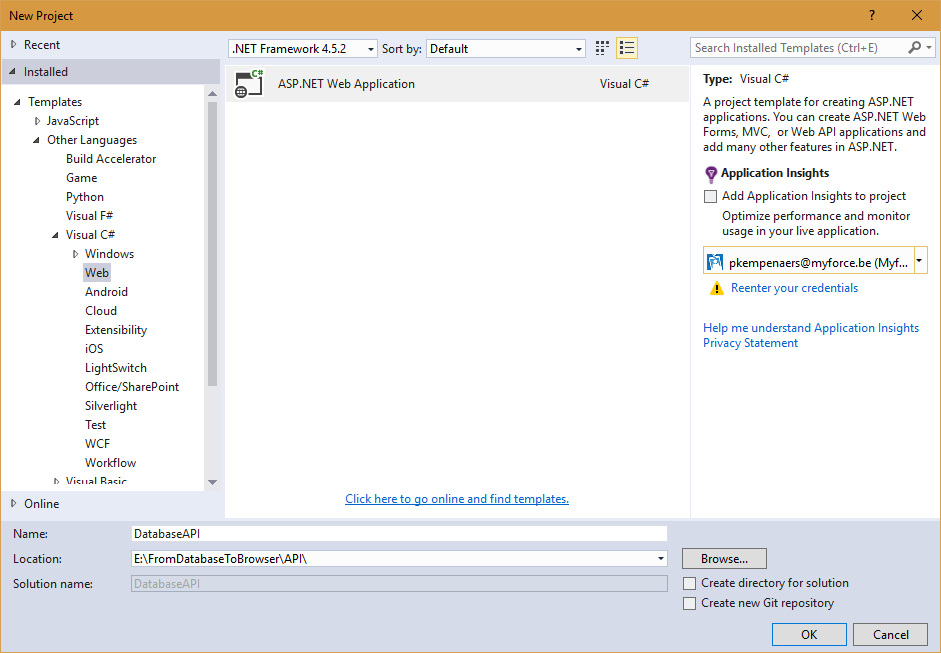 New Project
?
Recent
Installed
.NET Framework 4.5.2
Sort by:
Default
Search Installed Templates (Ctrl+E)
Templates
JavaScript
Other Languages
Build Accelerator
Game
Python
Visual F#
Visual C#
Windows
Web
Android
Cloud
Extensibility
iOS
LightSwitch
Office/SharePoint
Silverlight
Test
WCF
Workflow
Visual Basic
Online
C#
ASP.NET Web Application
Visual C#
Click here to go online and find templates.
Type: Visual C#
A project template for creating ASP.NET
applications. You can create ASP.NET Web
Forms, MVC, or Web API applications and
add many other features in ASP.NET.
Application Insights
Add Application Insights to project
Optimize performance and monitor
usage in your live application.
pkempenaers@myforce.be (Myf...
Reenter your credentials
Help me understand Application Insights
Privacy Statement
Name:
DatabaseAPI
Location:
E:\FromDatabaseToBrowser\API\
Browse...
Solution name:
DatabaseAPI
Create directory for solution
Create new Git repository
OK
Cancel